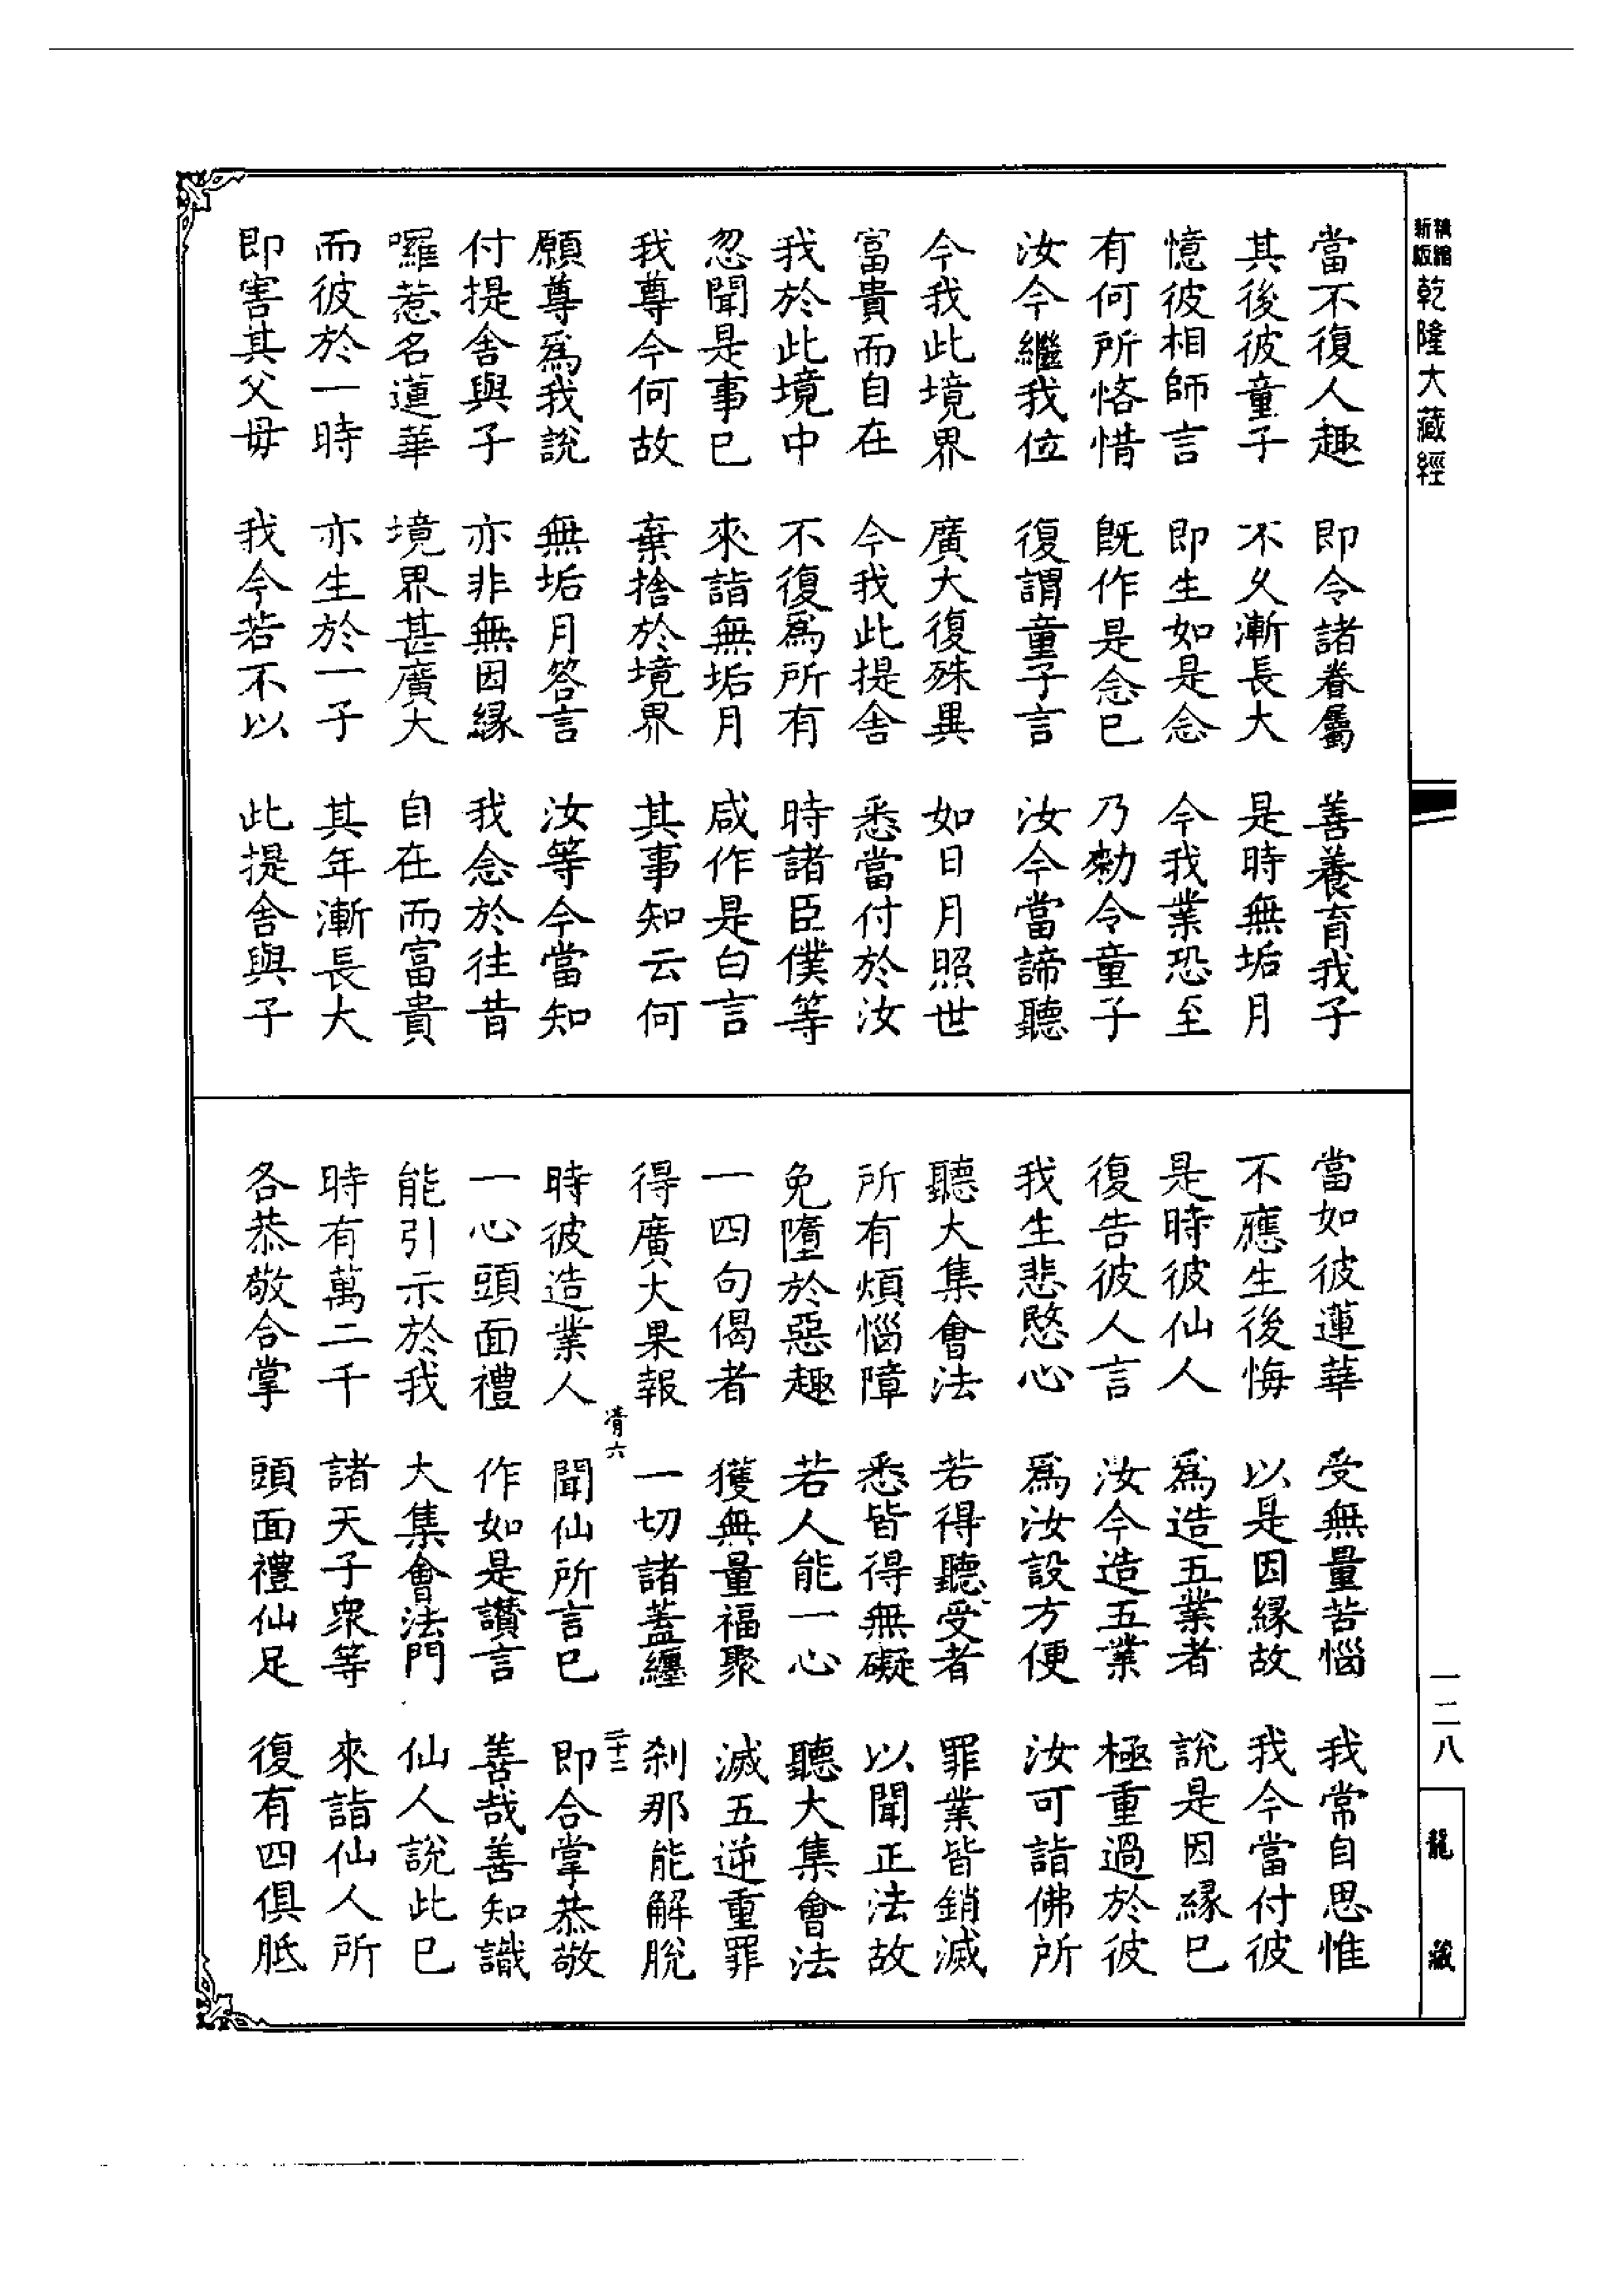 精縮新版乾隆大藏經
當不復人趣　即令諸眷屬　善養育我子
其後彼童子　不久漸長大　是時無垢月
憶彼相師言　即生如是念　今我業恐至
有何所悋惜　既作是念已　乃勑令童子
汝今繼我位　復謂童子言　汝今當諦聽
今我此境界　廣大復殊異　如日月照世
富貴而自在　今我此提舍　悉當付於汝
我於此境中　不復爲所有　時諸臣僕等
忽聞是事已　來詣無垢月　咸作是白言
我尊今何故　棄捨於境界　其事知云何
願尊爲我說　無垢月答言　汝等今當知
付提舍與子　亦非無因緣　我念於往昔
囉惹名蓮華　境界甚廣大　自在而富貴
而彼於一時　亦生於一子　其年漸長大
即害其父母　我今若不以　此提舍與子
當如彼蓮華　受無量苦惱　我常自思惟
不應生後悔　以是因緣故　我今當付彼
是時彼仙人　爲造五業者　說是因緣已
復告彼人言　汝今造五業　極重過於彼
我生悲愍心　爲汝設方便　汝可詣佛所
聽大集會法　若得聽受者　罪業皆銷滅
所有煩惱障　悉皆得無礙　以聞正法故
免墮於惡趣　若人能一心　聽大集會法
一四句偈者　獲無量福聚　滅五逆重罪
得廣大果報　一切諸蓋纏　剎那能解脫
六　二十二
時彼造業人　聞仙所言已　即合掌恭敬
一心頭面禮　作如是讚言　善哉善知識
能引示於我　大集會法門　仙人說此已
時有萬二千　諸天子衆等　來詣仙人所
各恭敬合掌　頭面禮仙足　復有四俱胝
一二八
龍藏